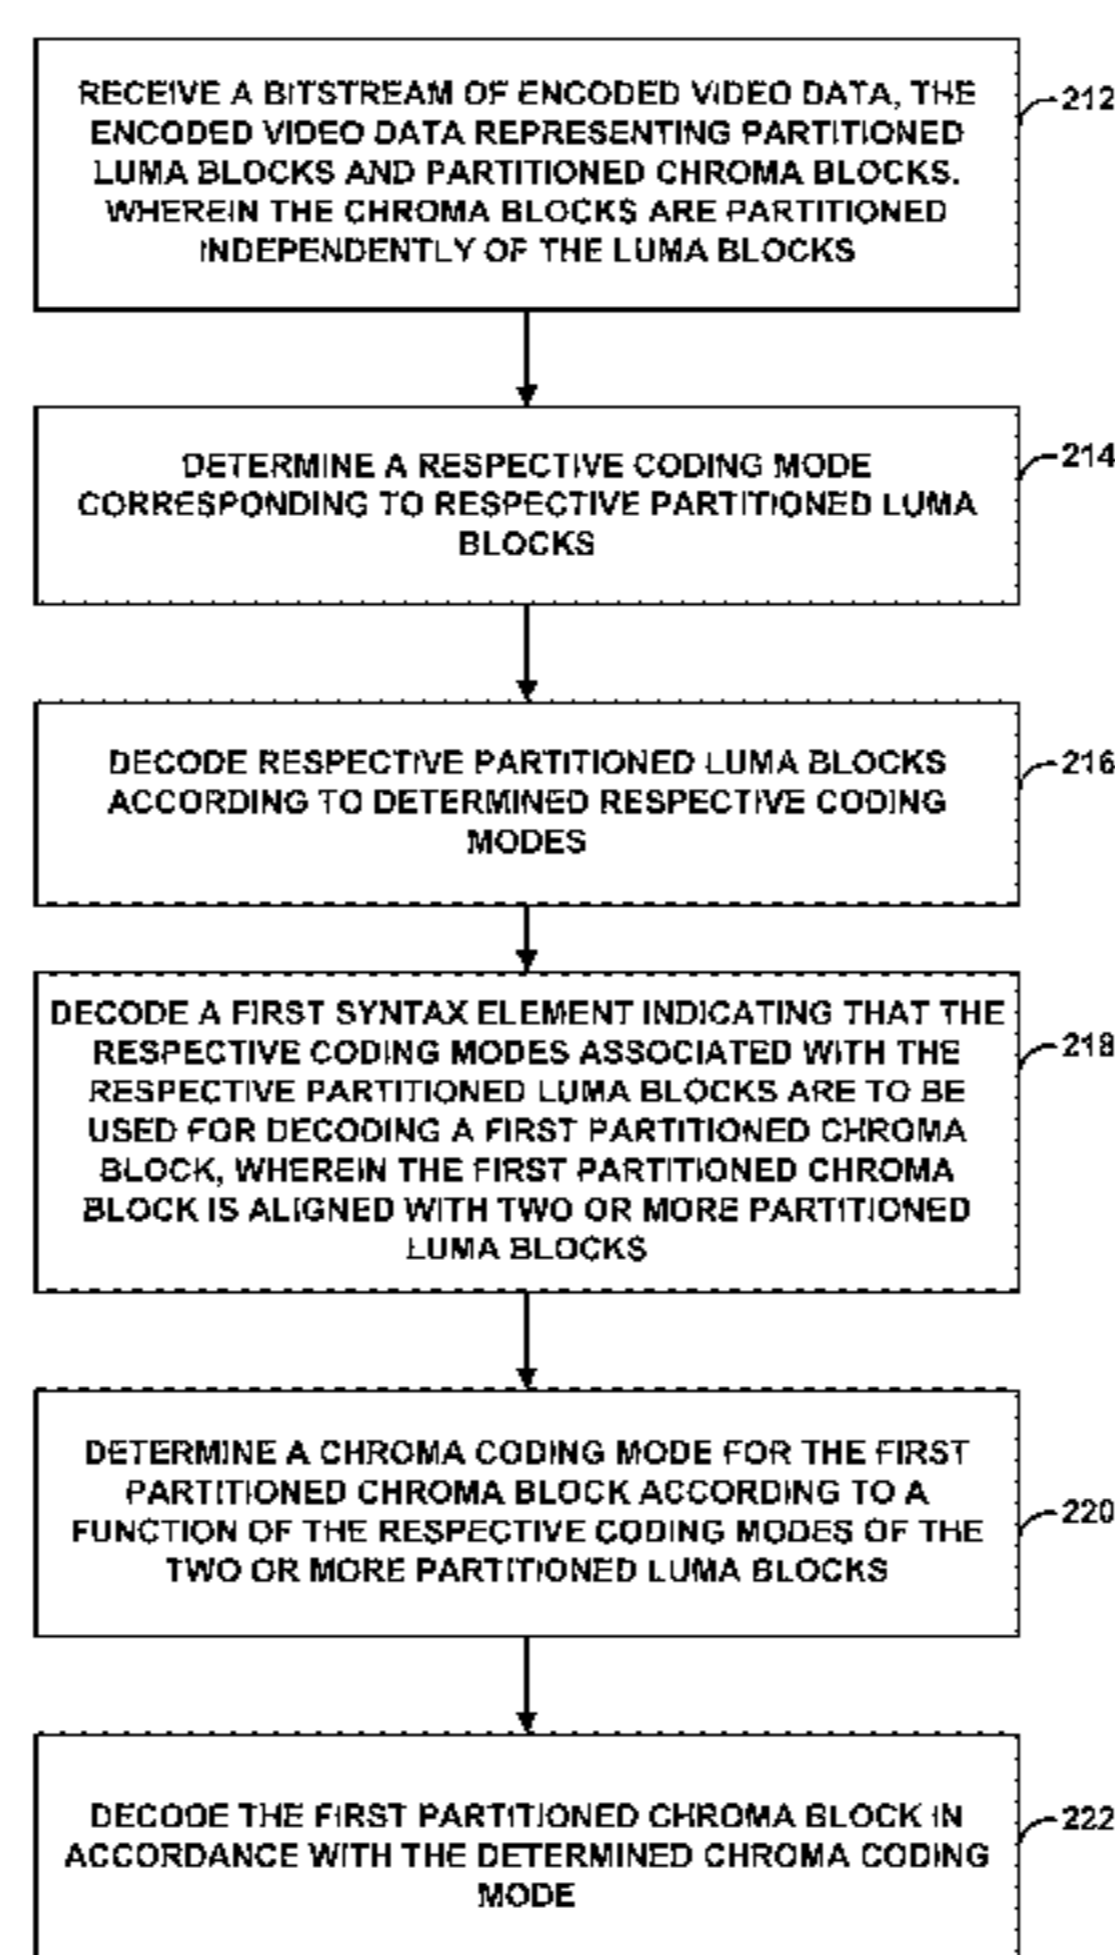 RECEIVE A BITSTREAM OF ENCODED VIDEO DATA, THE
ENCODED VIDEO DATA REPRESENTING PARTITIONED
LUMA BLOCKS AND PARTITIONED CHROMA BLOCKS.
WHEREIN THE CHROMA BLOCKS ARE PARTITIONED
INDEPENDENTLY OF THE LUMA BLOCKS
212
DETERMINE A RESPECTIVE CODING MODE
CORRESPONDING TO RESPECTIVE PARTITIONED LUMA
BLOCKS
214
DECODE RESPECTIVE PARTITIONED LUMA BLOCKS
ACCORDING TO DETERMINED RESPECTIVE CODING
MODES
216
DECODE A FIRST SYNTAX ELEMENT INDICATING THAT THE
RESPECTIVE CODING MODES ASSOCIATED WITH THE
RESPECTIVE PARTITIONED LUMA BLOCKS ARE TO BE
USED FOR DECODING A FIRST PARTITIONED CHROMA
BLOCK, WHEREIN THE FIRST PARTITIONED CHROMA
BLOCK IS ALIGNED WITH TWO OR MORE PARTITIONED
LUMA BLOCKS
218
DETERMINE A CHROMA CODING MODE FOR THE FIRST
PARTITIONED CHROMA BLOCK ACCORDING TO A
FUNCTION OF THE RESPECTIVE CODING MODES OF THE
TWO OR MORE PARTITIONED LUMA BLOCKS
220
DECODE THE FIRST PARTITIONED CHROMA BLOCK IN
ACCORDANCE WITH THE DETERMINED CHROMA CODING
MODE
222